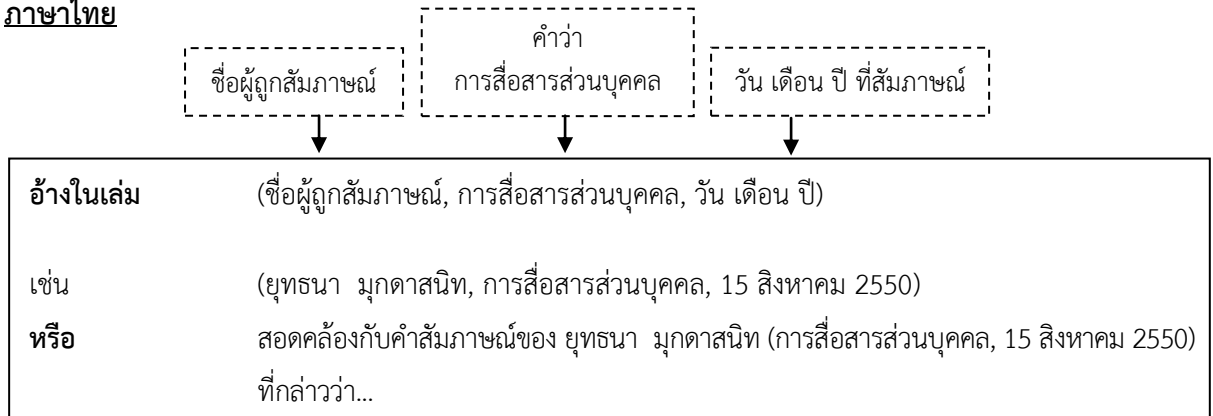 ภาษาไทย
คำว่า
ชื่อผู้ถูกสัมภาษณ์ การสื่อสารส่วนบุคคล วัน เดือน ปี ที่สัมภาษณ์
อ้างในเล่ม (ชื่อผู้ถูกสัมภาษณ์, การสื่อสารส่วนบุคคล, วัน เดือน ปี)
เช่น (ยุทธนา มุกดาสนิท, การสื่อสารส่วนบุคคล, 15 สิงหาคม 2550)
หรือ สอดคล้องกับคำสัมภาษณ์ของ ยุทธนา มุกดาสนิท (การสื่อสารส่วนบุคคล, 15 สิงหาคม 2550)
ที่กล่าวว่า...